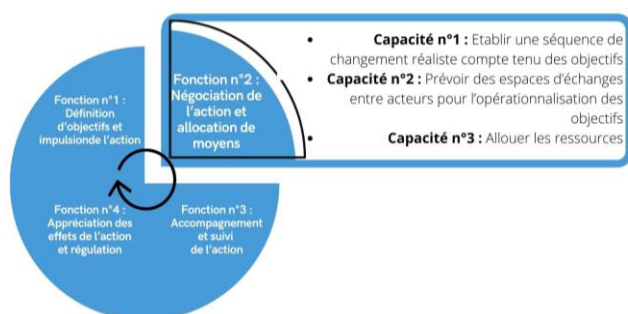 Fonction n°1 :
Définition
d'objectifs et
impulsionde l'action
Fonction n°2 :
Négociation de
l'action et
allocation de
moyens
• Capacité n°1 : Etablir une séquence de
changement réaliste compte tenu des objectifs
• Capacité n°2 : Prévoir des espaces d'échanges
entre acteurs pour l'opérationnalisation des
objectifs
• Capacité n°3 : Allouer les ressources
Fonction n°4 :
Appréciation des
effets de l'action
et régulation
Fonction n°3 :
Accompagnement
et suivi
de l'action